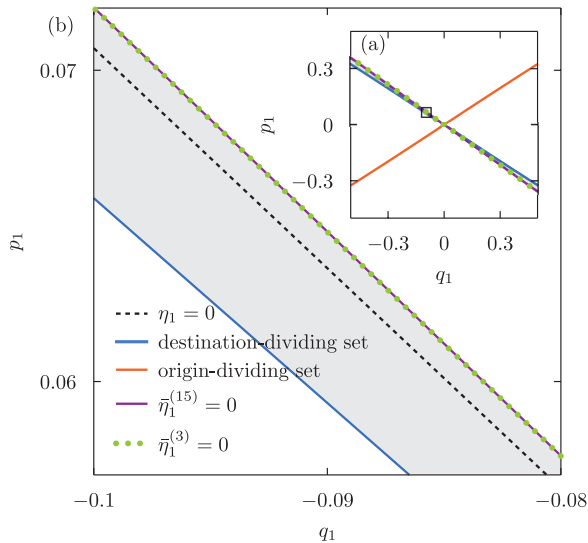 (b)
(a)
0.07
0.06
p₁
−0.1
−0.09
−0.08
q₁
0.3
0
−0.3
p₁
−0.3
0
0.3
q₁
η₁ = 0
destination-dividing set
origin-dividing set
η̄₁⁽¹⁵⁾ = 0
η̄₁⁽³⁾ = 0